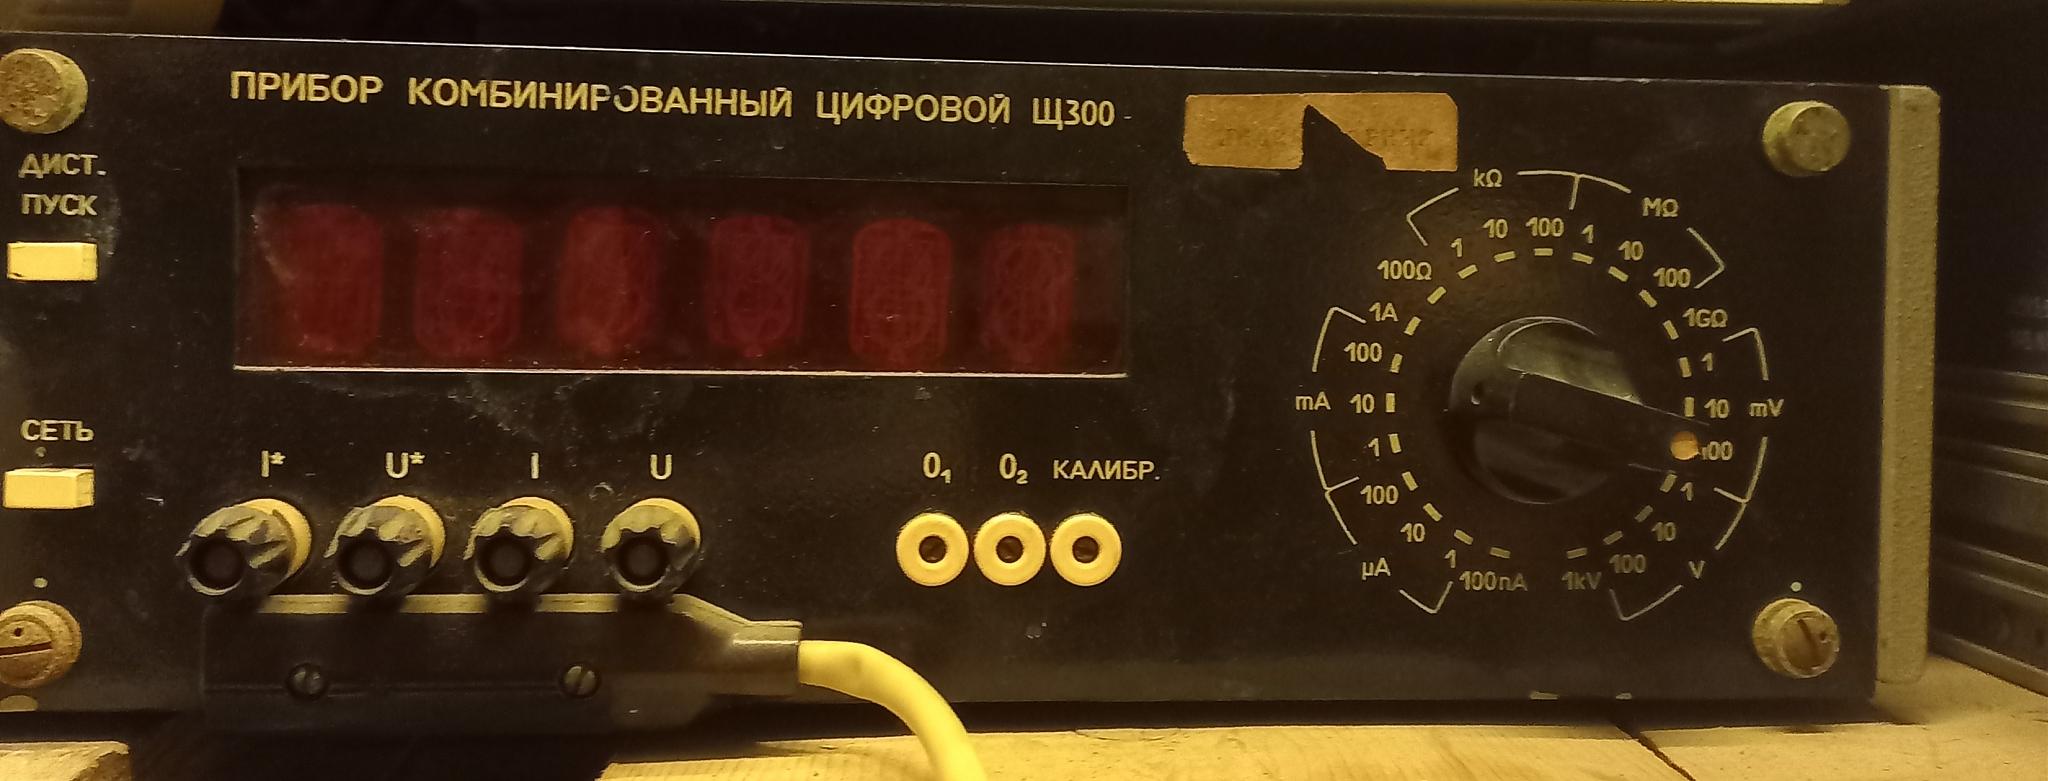 ПРИБОР КОМБИНИРОВАННЫЙ ЦИФРОВОЙ Щ300
ДИСТ.
ПУСК
СЕТЬ
I* U* I U
0₁ 0₂ КАЛИБР.
kΩ
MΩ
1 10 100 1 10 100
100Ω
1GΩ
1A
100
mA 10
1
100
10
μA
1
100nA
1
10 mV
100
1
10
V
100
1kV